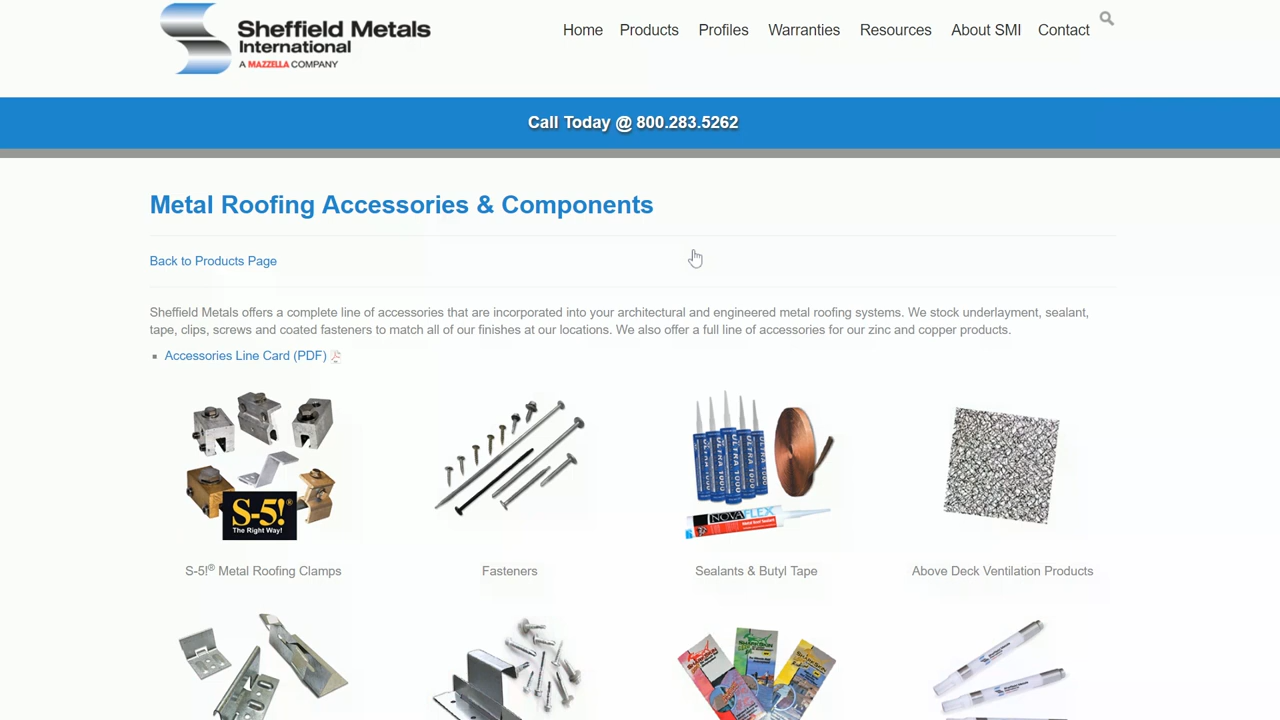 Sheffield Metals
International
A MAZZELLA COMPANY
Home Products Profiles Warranties Resources About SMI Contact
Call Today @ 800.283.5262
Metal Roofing Accessories & Components
Back to Products Page
Sheffield Metals offers a complete line of accessories that are incorporated into your architectural and engineered metal roofing systems. We stock underlayment, sealant,
tape, clips, screws and coated fasteners to match all of our finishes at our locations. We also offer a full line of accessories for our zinc and copper products.
Accessories Line Card (PDF)
S-5!®
The Right Way!
ULTRA 1000
NOVAFLEX
Metal Roof Sealant
S-5!® Metal Roofing Clamps
Fasteners
Sealants & Butyl Tape
Above Deck Ventilation Products